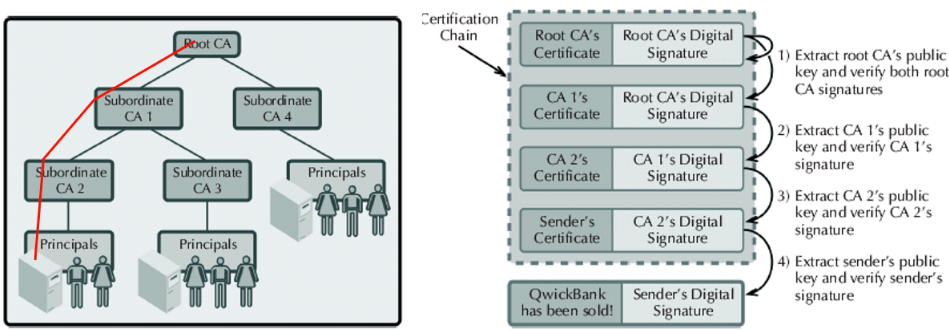 Root CA
Subordinate
CA 1
Subordinate
CA 4
Subordinate
CA 2
Subordinate
CA 3
Principals
Principals
Principals
Certification
Chain
Root CA's
Certificate
Root CA's Digital
Signature
CA 1's
Certificate
Root CA's Digital
Signature
CA 2's
Certificate
CA 1's Digital
Signature
Sender's
Certificate
CA 2's Digital
Signature
QwickBank
has been sold!
Sender's Digital
Signature
1) Extract root CA's public
key and verify both root
CA signatures
2) Extract CA 1's public
key and verify CA 1's
signature
3) Extract CA 2's public
key and verify CA 2's
signature
4) Extract sender's public
key and verify sender's
signature